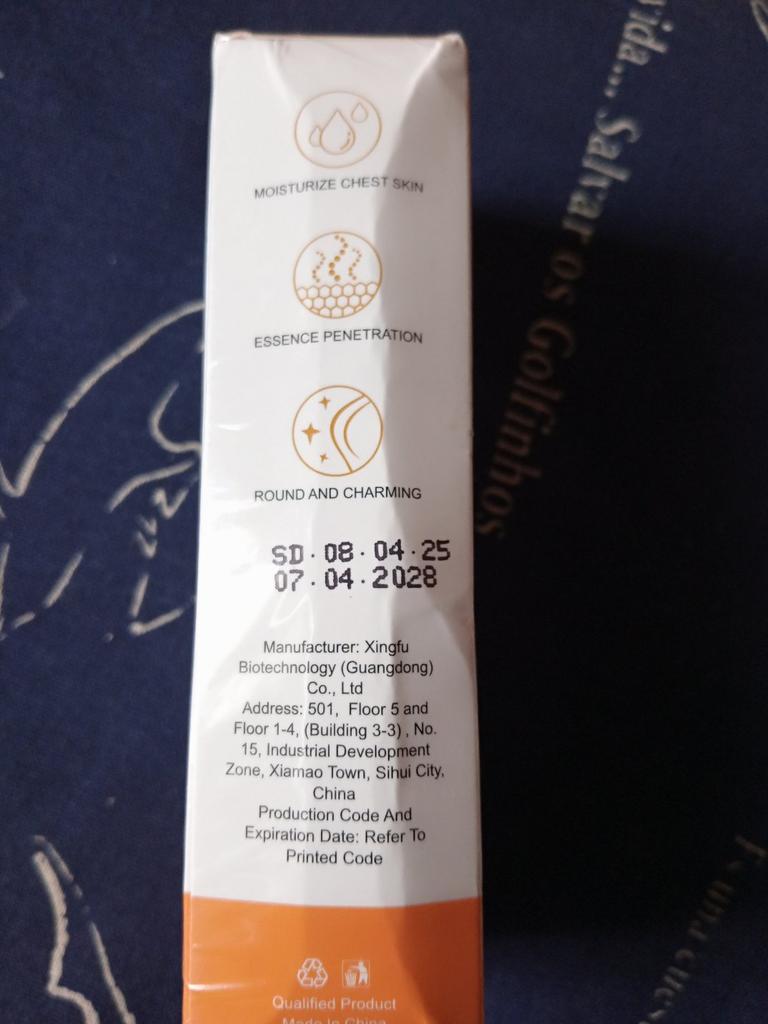 MOISTURIZE CHEST SKIN
ESSENCE PENETRATION
ROUND AND CHARMING
SD·08·04·25
07·04·2028
Manufacturer: Xingfu
Biotechnology (Guangdong)
Co., Ltd
Address: 501, Floor 5 and
Floor 1-4, (Building 3-3) , No.
15, Industrial Development
Zone, Xiamao Town, Sihui City,
China
Production Code And
Expiration Date: Refer To
Printed Code
Qualified Product
Made In China
vida... Salvar os Golfinhos